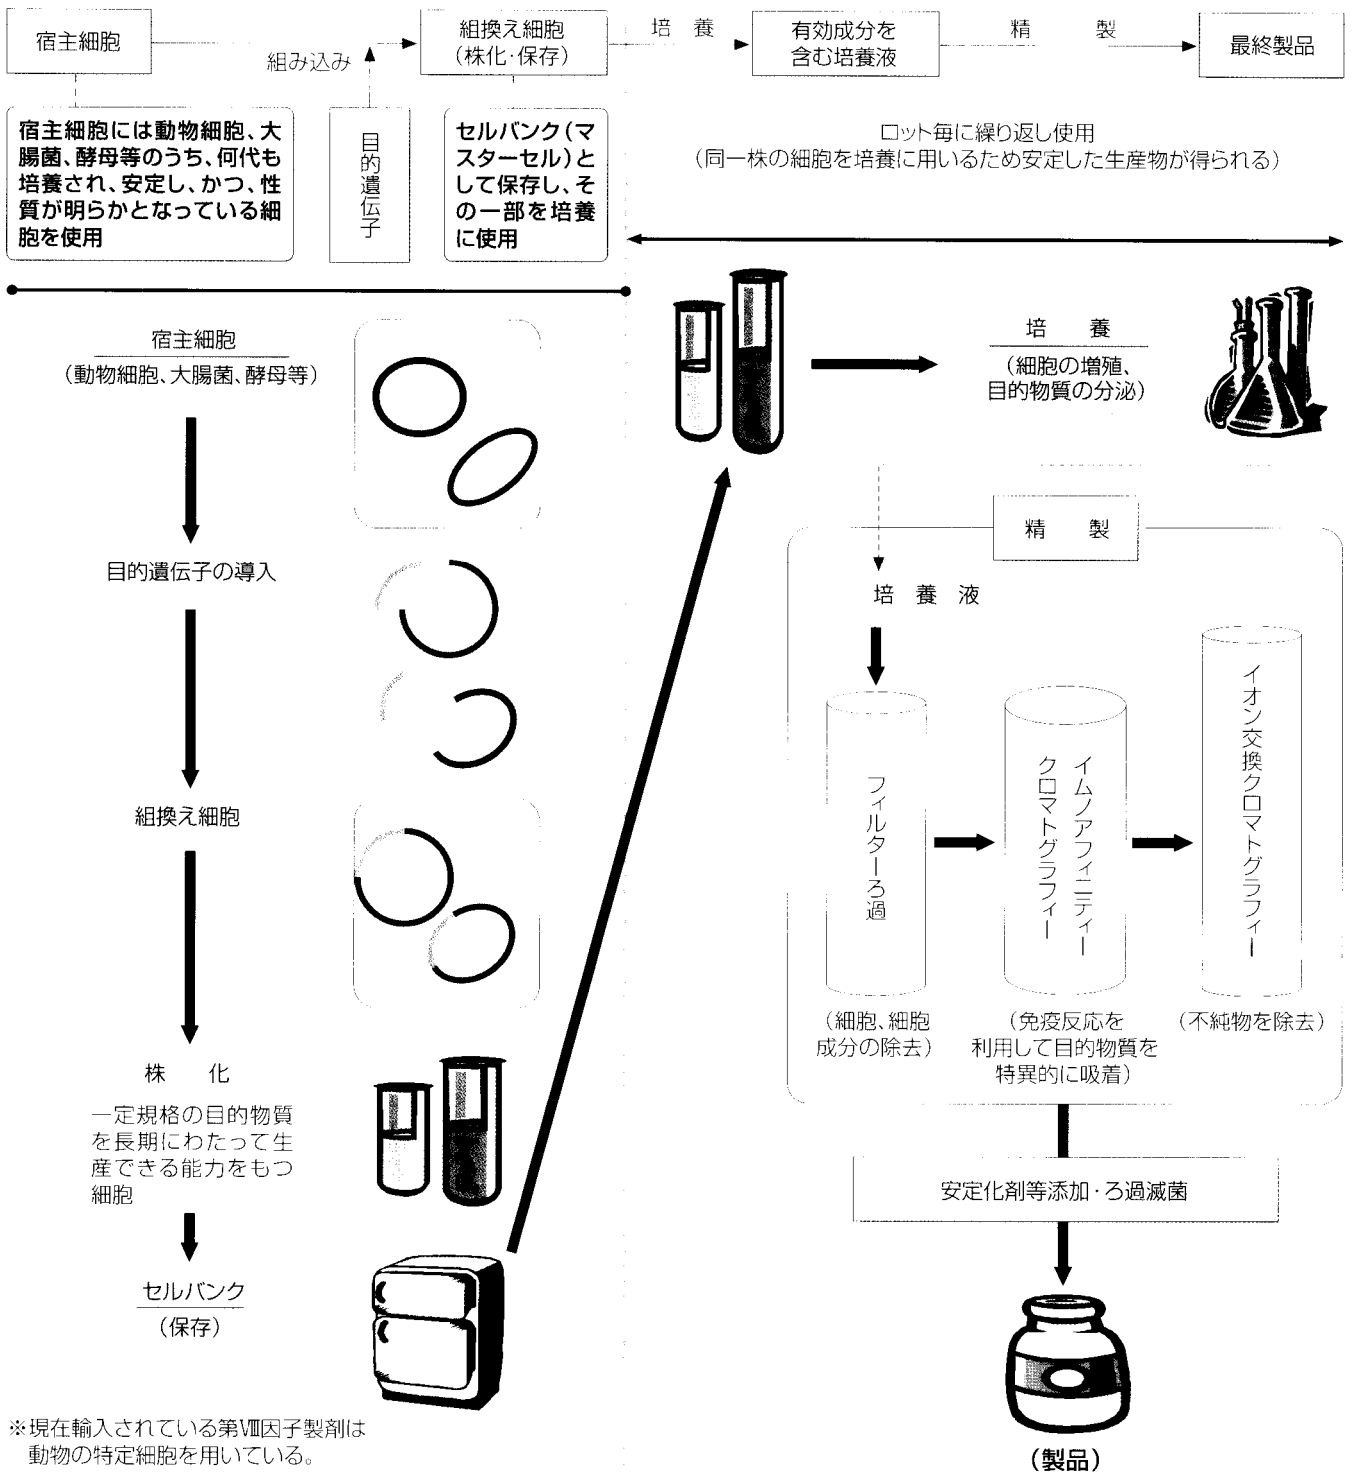 宿主細胞
組み込み
組換え細胞
(株化・保存)
培養
有効成分を
含む培養液
精製
最終製品
宿主細胞には動物細胞、大
腸菌、酵母等のうち、何代も
培養され、安定し、かつ、性
質が明らかとなっている細
胞を使用
目的遺伝子
セルバンク(マ
スターセル)と
して保存し、そ
の一部を培養
に使用
ロット毎に繰り返し使用
(同一株の細胞を培養に用いるため安定した生産物が得られる)
宿主細胞
(動物細胞、大腸菌、酵母等)
目的遺伝子の導入
組換え細胞
株化
一定規格の目的物質
を長期にわたって生
産できる能力をもつ
細胞
セルバンク
(保存)
※現在輸入されている第Ⅷ因子製剤は
動物の特定細胞を用いている。
培養
(細胞の増殖、
目的物質の分泌)
精製
培養液
フィルターろ過
(細胞、細胞
成分の除去)
イムノアフィニティー
クロマトグラフィー
(免疫反応を
利用して目的物質を
特異的に吸着)
イオン交換クロマトグラフィー
(不純物を除去)
安定化剤等添加・ろ過滅菌
(製品)